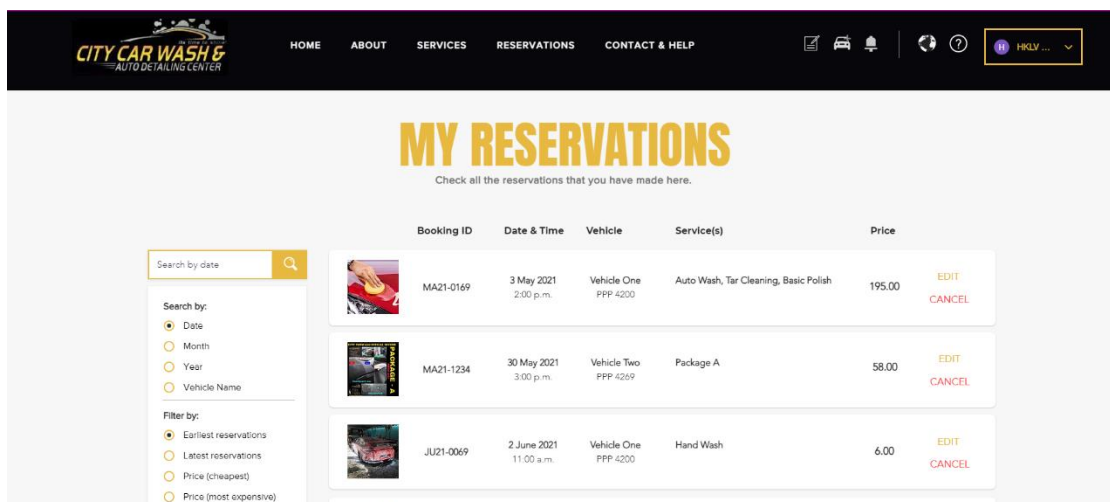 CITY CAR WASH &
AUTO DETAILING CENTER
HOME ABOUT SERVICES RESERVATIONS CONTACT & HELP
H HKLV ...
MY RESERVATIONS
Check all the reservations that you have made here.
Booking ID Date & Time Vehicle Service(s) Price
Search by date
Search by:
Date
Month
Year
Vehicle Name
Filter by:
Earliest reservations
Latest reservations
Price (cheapest)
Price (most expensive)
MA21-0169 3 May 2021 Vehicle One Auto Wash, Tar Cleaning, Basic Polish 195.00 EDIT
2:00 p.m. PPP 4200 CANCEL
PACKAGE - A
MA21-1234 30 May 2021 Vehicle Two Package A 58.00 EDIT
3:00 p.m. PPP 4269 CANCEL
JU21-0069 2 June 2021 Vehicle One Hand Wash 6.00 EDIT
11:00 a.m. PPP 4200 CANCEL